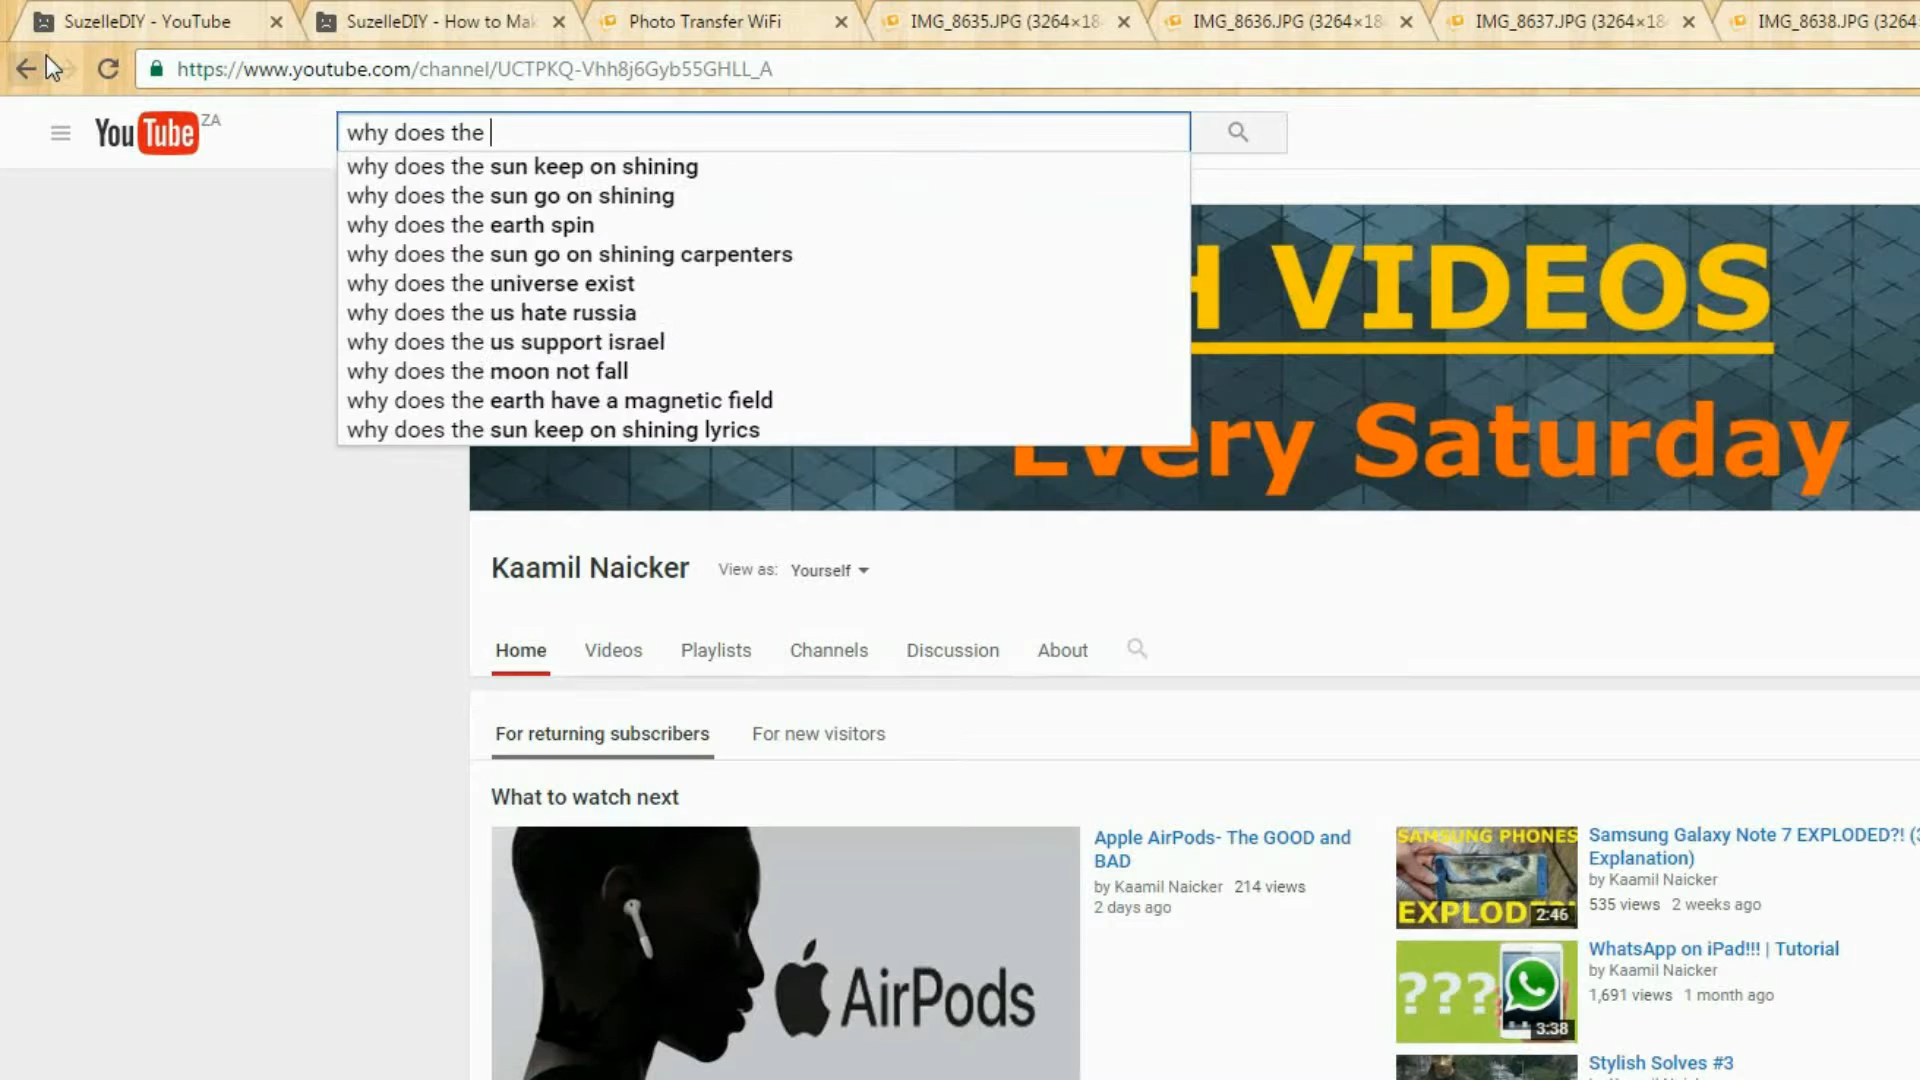 SuzelleDIY - YouTube
SuzelleDIY - How to Mak
Photo Transfer WiFi
IMG_8635.JPG (3264×18
IMG_8636.JPG (3264×18
IMG_8637.JPG (3264×18
IMG_8638.JPG (3264
https://www.youtube.com/channel/UCTPKQ-Vhh8j6Gyb55GHLL_A
YouTube ZA
why does the
why does the sun keep on shining
why does the sun go on shining
why does the earth spin
why does the sun go on shining carpenters
why does the universe exist
why does the us hate russia
why does the us support israel
why does the moon not fall
why does the earth have a magnetic field
why does the sun keep on shining lyrics
H VIDEOS
Every Saturday
Kaamil Naicker View as: Yourself
Home Videos Playlists Channels Discussion About
For returning subscribers For new visitors
What to watch next
AirPods
Apple AirPods- The GOOD and
BAD
by Kaamil Naicker 214 views
2 days ago
SAMSUNG PHONES
EXPLODE
2:46
Samsung Galaxy Note 7 EXPLODED?! (3
Explanation)
by Kaamil Naicker
535 views 2 weeks ago
???
3:38
WhatsApp on iPad!!! | Tutorial
by Kaamil Naicker
1,691 views 1 month ago
Stylish Solves #3